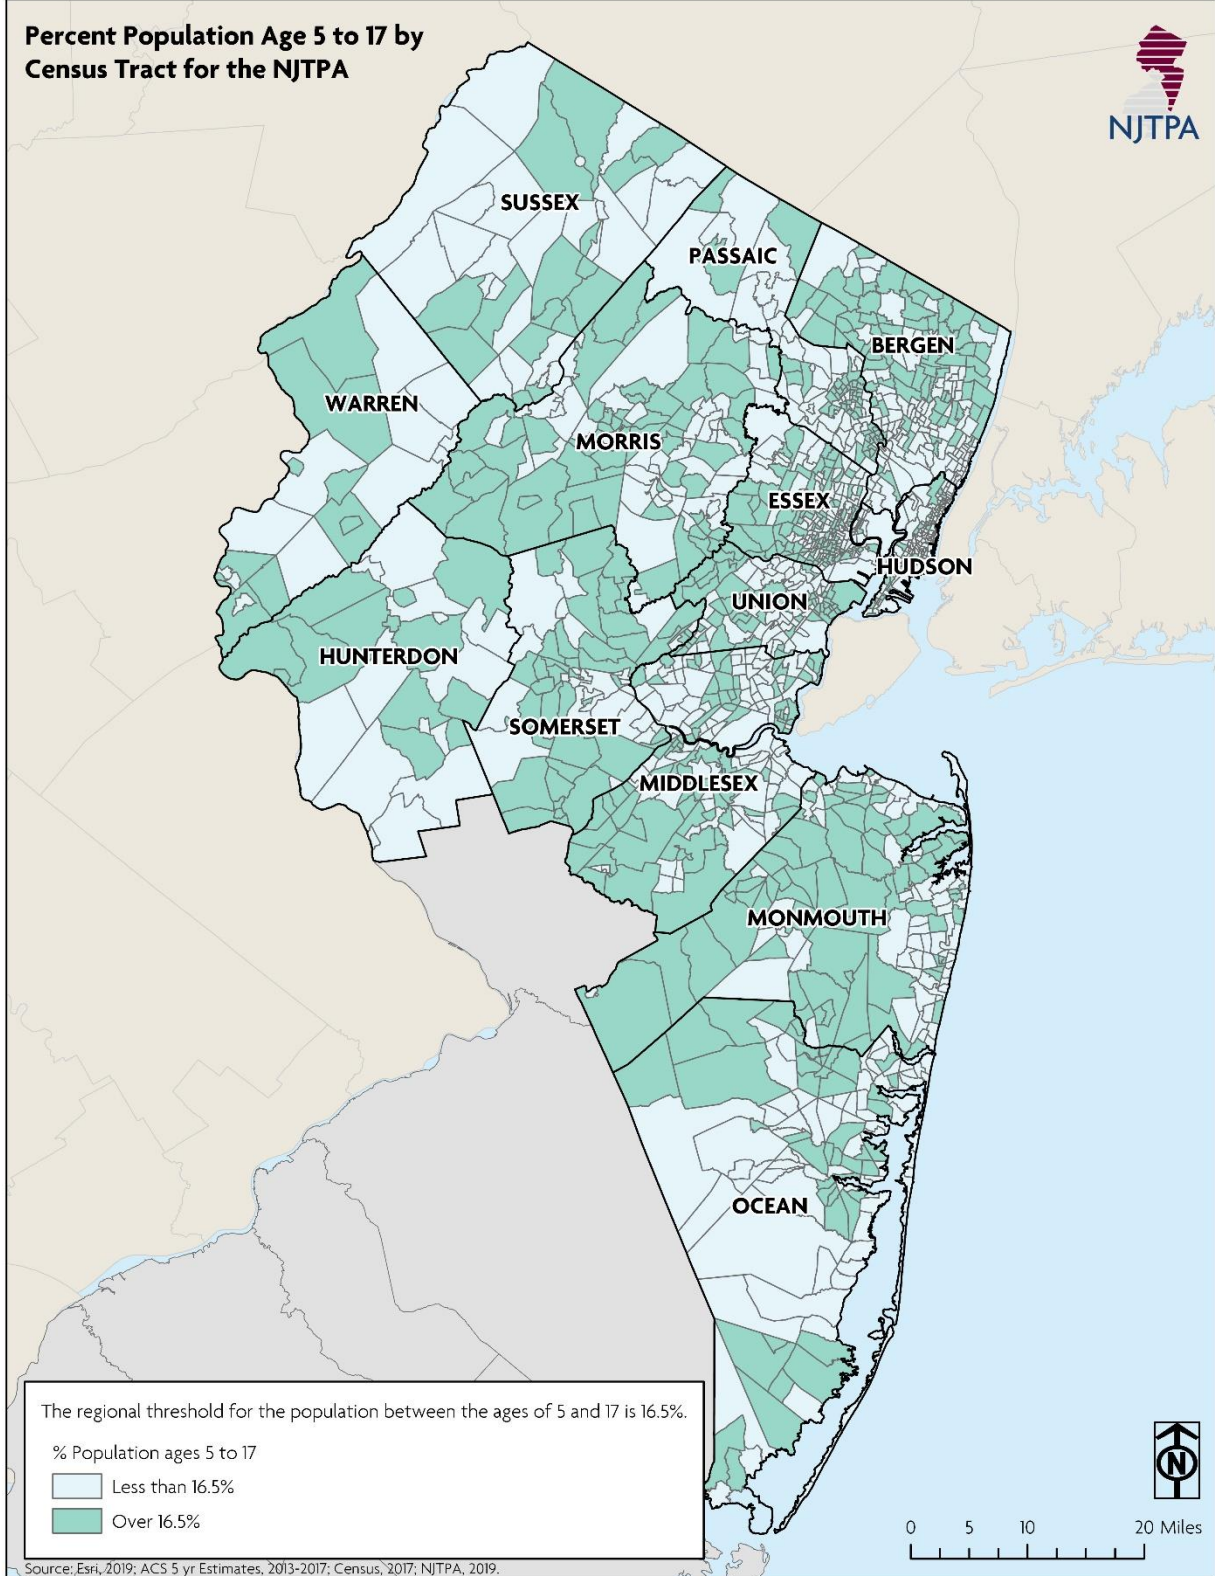 Percent Population Age 5 to 17 by
Census Tract for the NJTPA
NJTPA
SUSSEX
PASSAIC
BERGEN
WARREN
MORRIS
ESSEX
HUDSON
UNION
HUNTERDON
SOMERSET
MIDDLESEX
MONMOUTH
OCEAN
The regional threshold for the population between the ages of 5 and 17 is 16.5%.
% Population ages 5 to 17
Less than 16.5%
Over 16.5%
N
0 5 10 20 Miles
Source: Esri, 2019; ACS 5 yr Estimates, 2013-2017; Census, 2017; NJTPA, 2019.